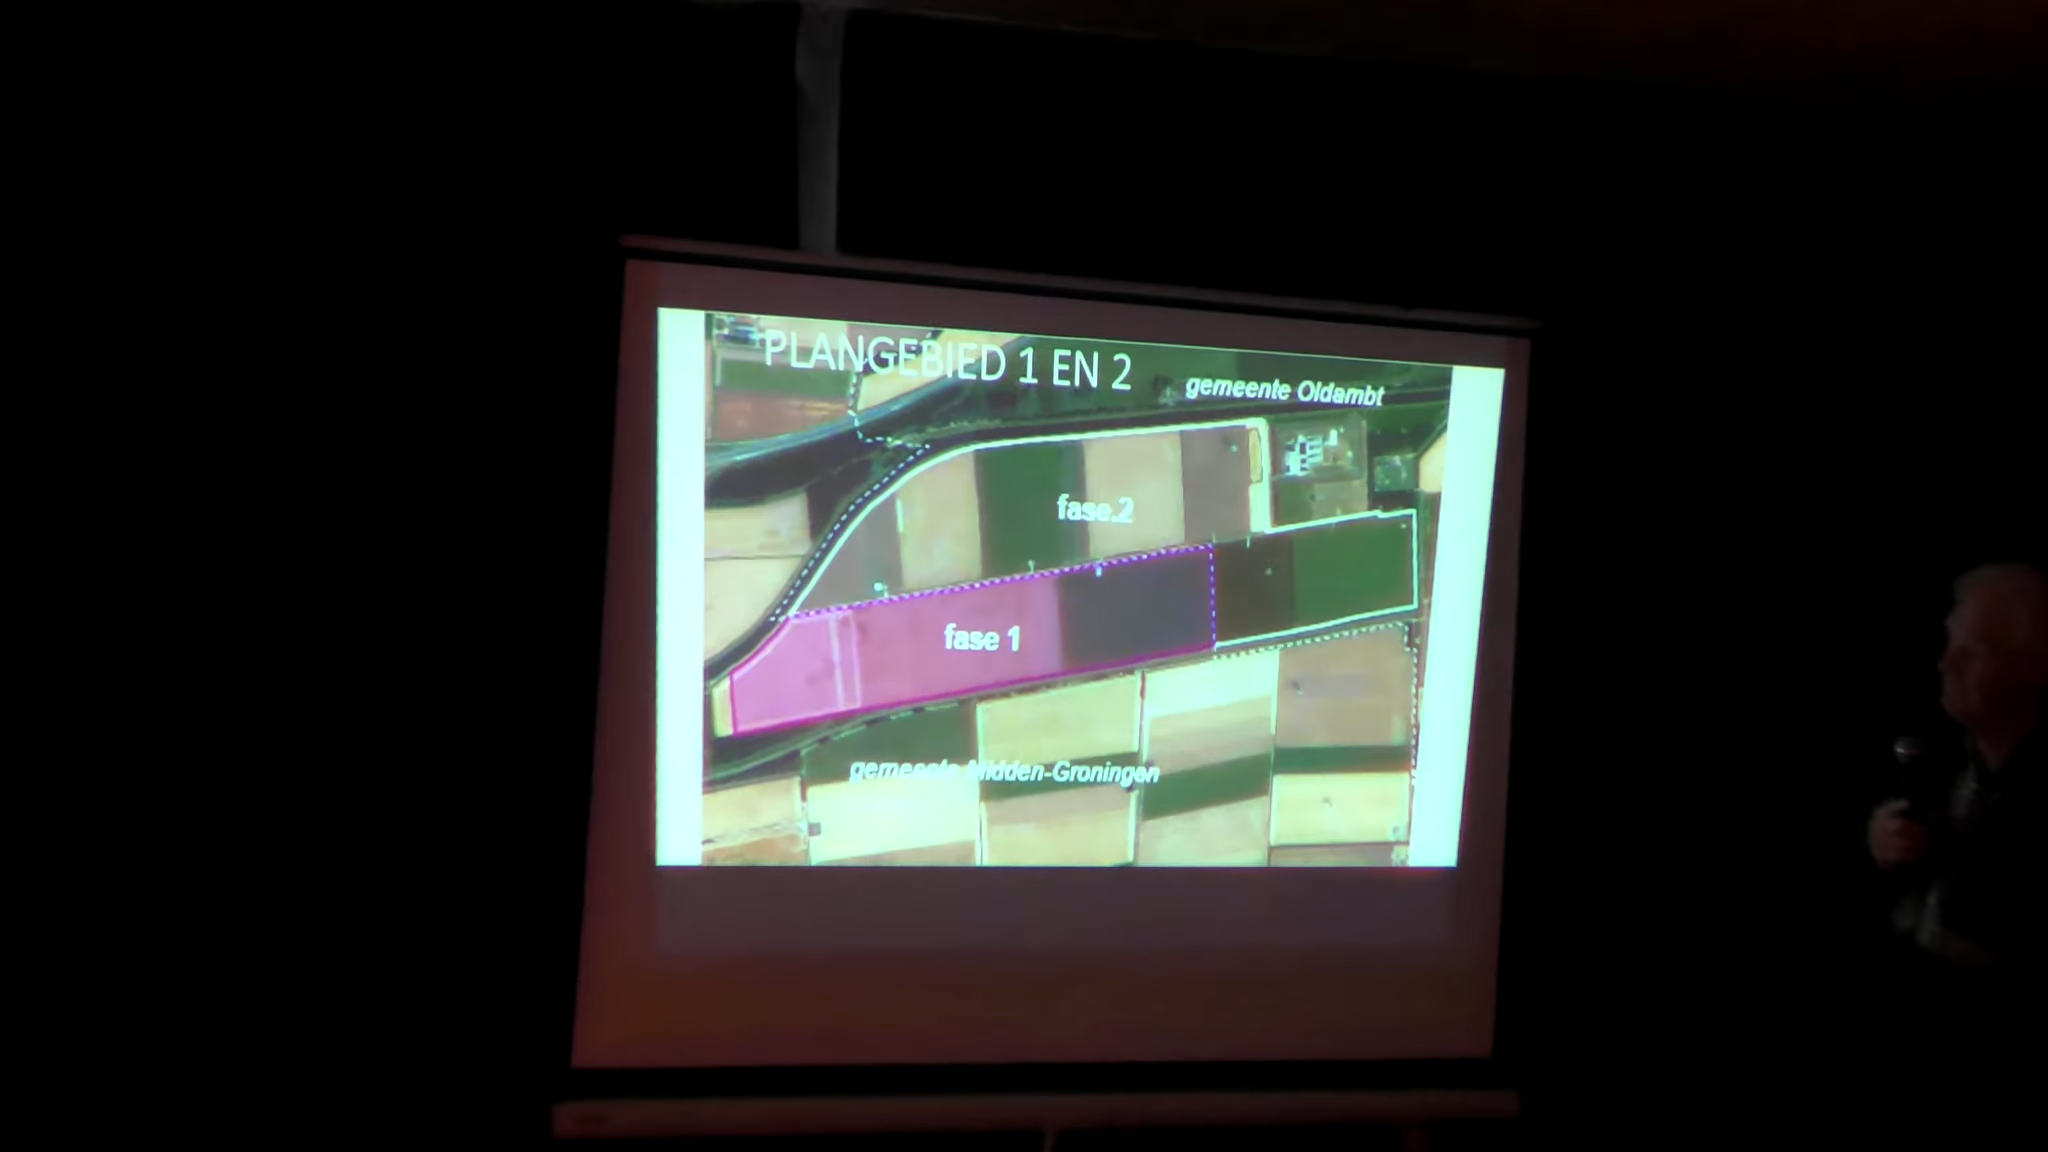 PLANGEBIED 1 EN 2
gemeente Oldambt
fase.2
fase 1
gemeente Midden-Groningen